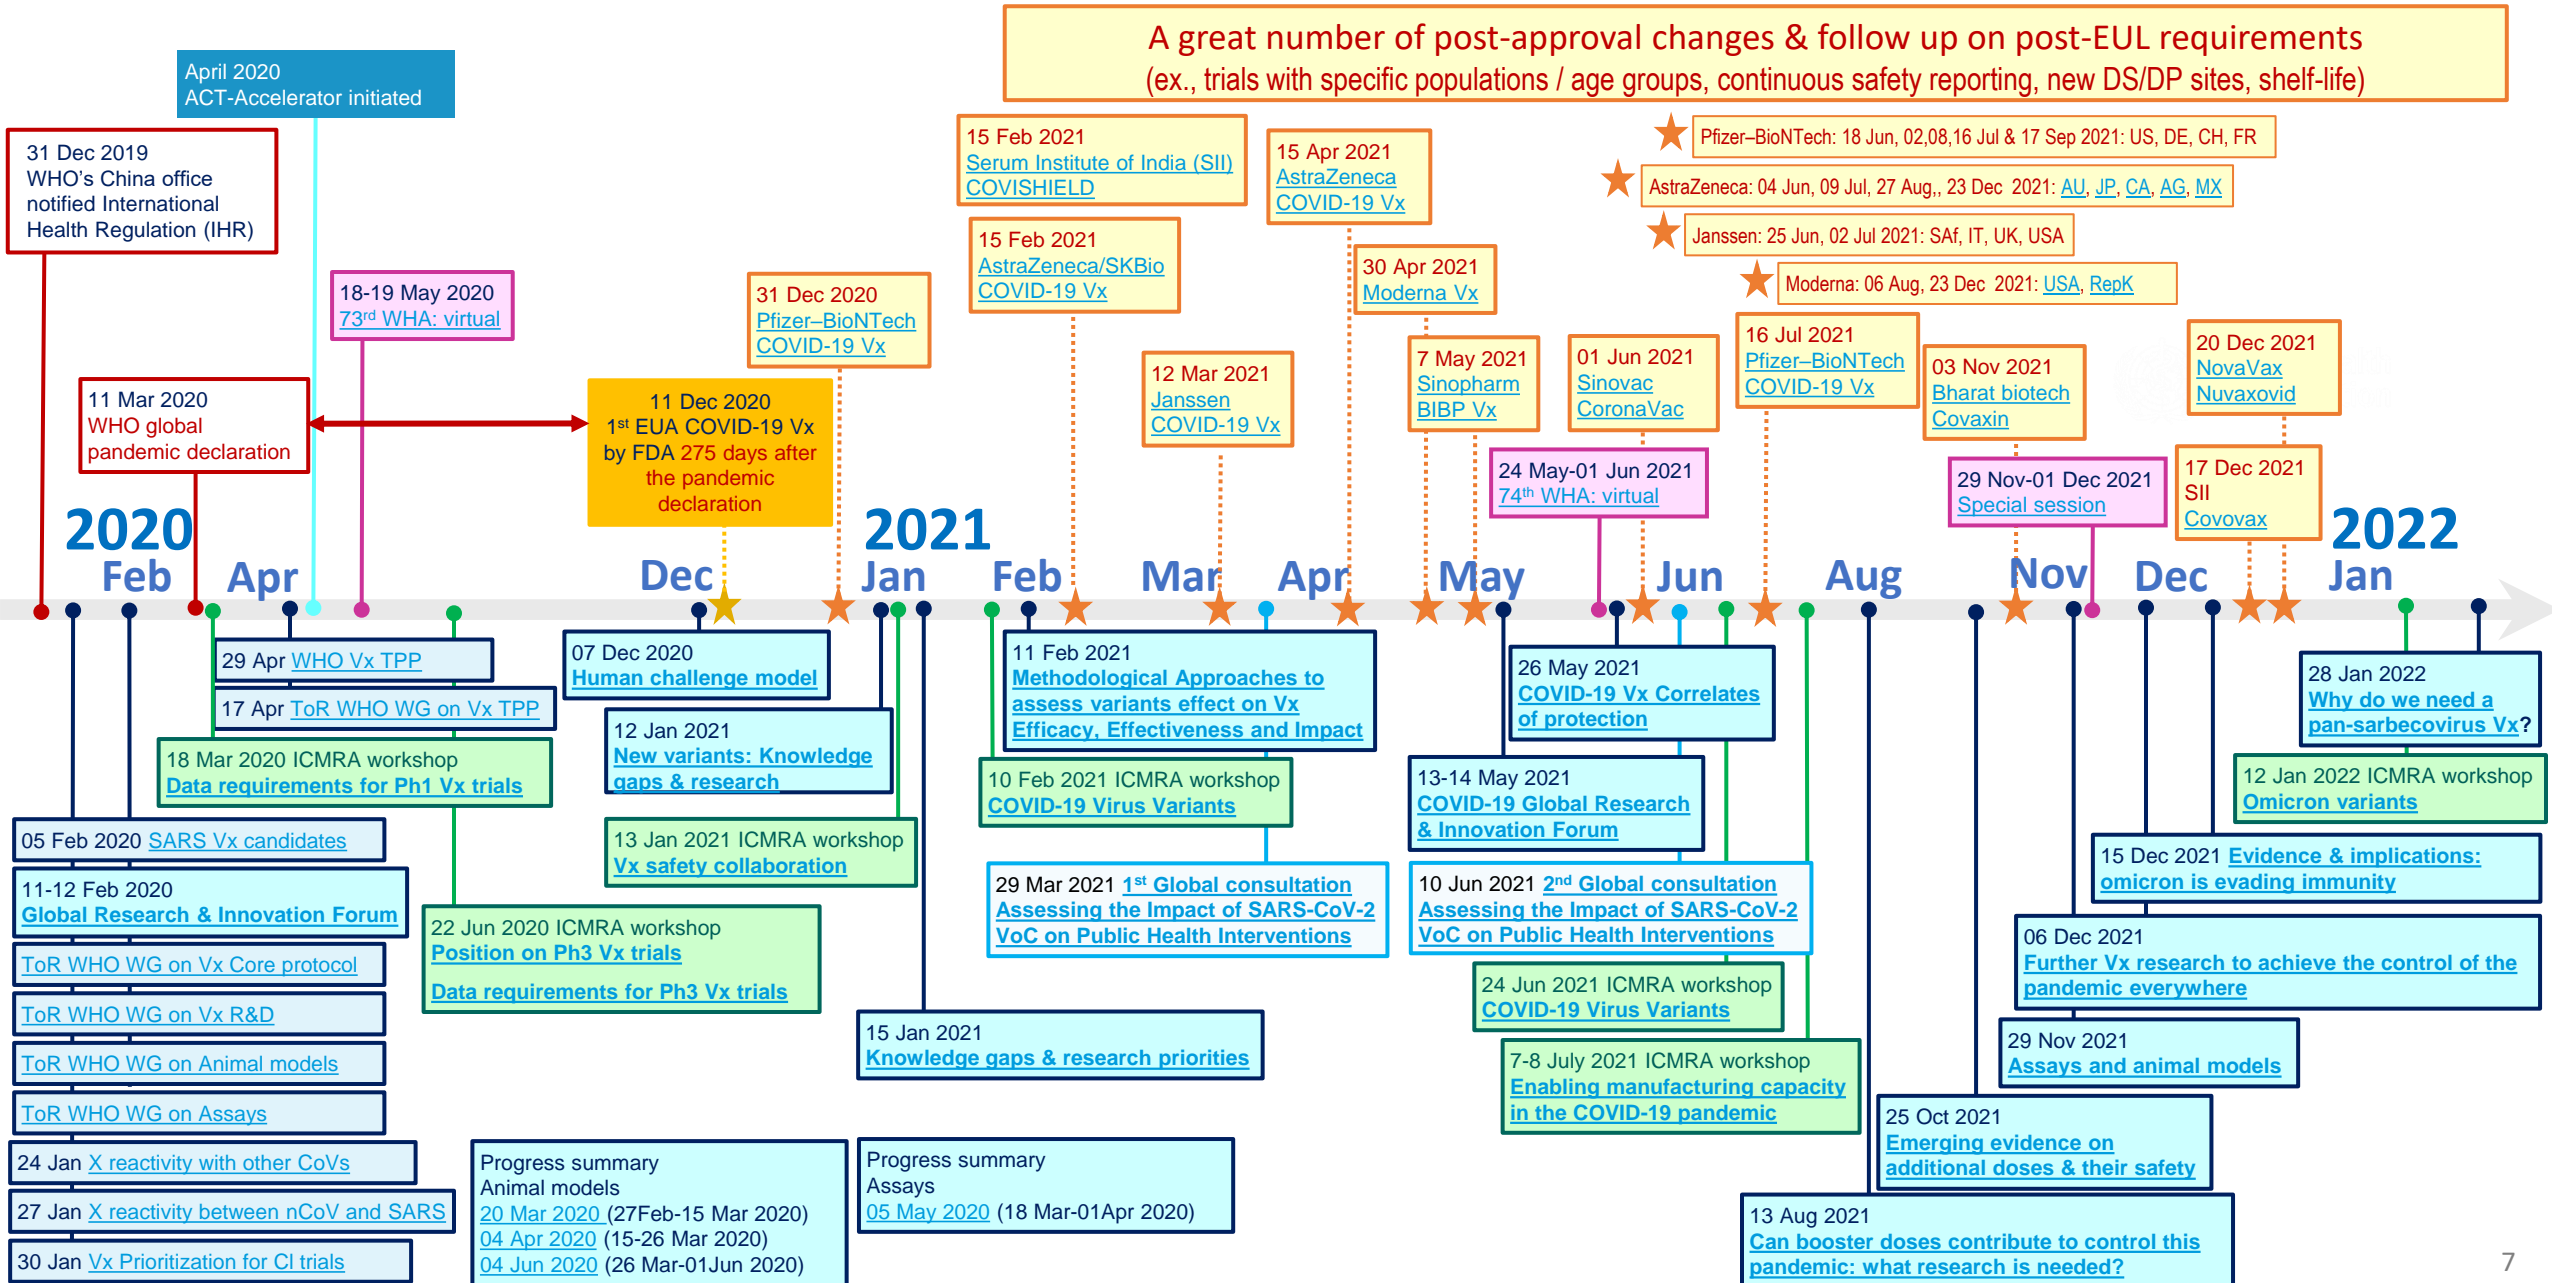 A great number of post-approval changes & follow up on post-EUL requirements
(ex., trials with specific populations / age groups, continuous safety reporting, new DS/DP sites, shelf-life)
April 2020
ACT-Accelerator initiated
31 Dec 2019
WHO's China office
notified International
Health Regulation (IHR)
18-19 May 2020
73rd WHA: virtual
11 Mar 2020
WHO global
pandemic declaration
11 Dec 2020
1st EUA COVID-19 Vx
by FDA 275 days after
the pandemic
declaration
31 Dec 2020
Pfizer–BioNTech
COVID-19 Vx
15 Feb 2021
Serum Institute of India (SII)
COVISHIELD
15 Feb 2021
AstraZeneca/SKBio
COVID-19 Vx
12 Mar 2021
Janssen
COVID-19 Vx
15 Apr 2021
AstraZeneca
COVID-19 Vx
30 Apr 2021
Moderna Vx
7 May 2021
Sinopharm
BIBP Vx
Pfizer–BioNTech: 18 Jun, 02,08,16 Jul & 17 Sep 2021: US, DE, CH, FR
AstraZeneca: 04 Jun, 09 Jul, 27 Aug,, 23 Dec 2021: AU, JP, CA, AG, MX
Janssen: 25 Jun, 02 Jul 2021: SAf, IT, UK, USA
Moderna: 06 Aug, 23 Dec 2021: USA, RepK
01 Jun 2021
Sinovac
CoronaVac
16 Jul 2021
Pfizer–BioNTech
COVID-19 Vx
24 May-01 Jun 2021
74th WHA: virtual
03 Nov 2021
Bharat biotech
Covaxin
29 Nov-01 Dec 2021
Special session
20 Dec 2021
NovaVax
Nuvaxovid
17 Dec 2021
SII
Covovax
2020
2021
2022
Feb
Apr
Dec
Jan
Feb
Mar
Apr
May
Jun
Aug
Nov
Dec
Jan
29 Apr WHO Vx TPP
17 Apr ToR WHO WG on Vx TPP
18 Mar 2020 ICMRA workshop
Data requirements for Ph1 Vx trials
05 Feb 2020 SARS Vx candidates
11-12 Feb 2020
Global Research & Innovation Forum
ToR WHO WG on Vx Core protocol
ToR WHO WG on Vx R&D
ToR WHO WG on Animal models
ToR WHO WG on Assays
24 Jan X reactivity with other CoVs
27 Jan X reactivity between nCoV and SARS
30 Jan Vx Prioritization for Cl trials
22 Jun 2020 ICMRA workshop
Position on Ph3 Vx trials
Data requirements for Ph3 Vx trials
Progress summary
Animal models
20 Mar 2020 (27Feb-15 Mar 2020)
04 Apr 2020 (15-26 Mar 2020)
04 Jun 2020 (26 Mar-01Jun 2020)
07 Dec 2020
Human challenge model
12 Jan 2021
New variants: Knowledge
gaps & research
13 Jan 2021 ICMRA workshop
Vx safety collaboration
15 Jan 2021
Knowledge gaps & research priorities
Progress summary
Assays
05 May 2020 (18 Mar-01Apr 2020)
11 Feb 2021
Methodological Approaches to
assess variants effect on Vx
Efficacy, Effectiveness and Impact
10 Feb 2021 ICMRA workshop
COVID-19 Virus Variants
29 Mar 2021 1st Global consultation
Assessing the Impact of SARS-CoV-2
VoC on Public Health Interventions
26 May 2021
COVID-19 Vx Correlates
of protection
13-14 May 2021
COVID-19 Global Research
& Innovation Forum
10 Jun 2021 2nd Global consultation
Assessing the Impact of SARS-CoV-2
VoC on Public Health Interventions
24 Jun 2021 ICMRA workshop
COVID-19 Virus Variants
7-8 July 2021 ICMRA workshop
Enabling manufacturing capacity
in the COVID-19 pandemic
13 Aug 2021
Can booster doses contribute to control this
pandemic: what research is needed?
25 Oct 2021
Emerging evidence on
additional doses & their safety
29 Nov 2021
Assays and animal models
06 Dec 2021
Further Vx research to achieve the control of the
pandemic everywhere
15 Dec 2021 Evidence & implications:
omicron is evading immunity
28 Jan 2022
Why do we need a
pan-sarbecovirus Vx?
12 Jan 2022 ICMRA workshop
Omicron variants
7